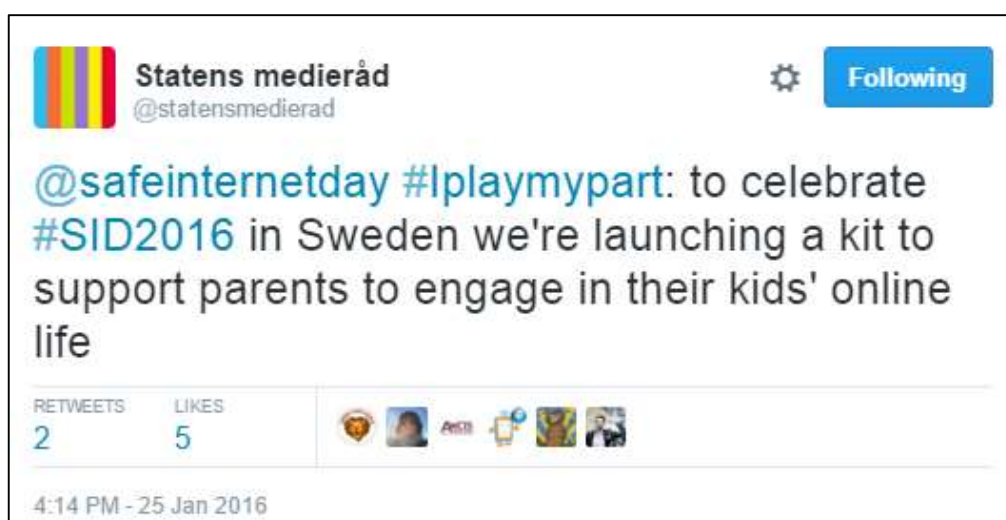 Statens medieråd
@statensmedierad
Following
@safeinternetday #Iplaymypart: to celebrate
#SID2016 in Sweden we're launching a kit to
support parents to engage in their kids' online
life
RETWEETS LIKES
2 5
4:14 PM - 25 Jan 2016